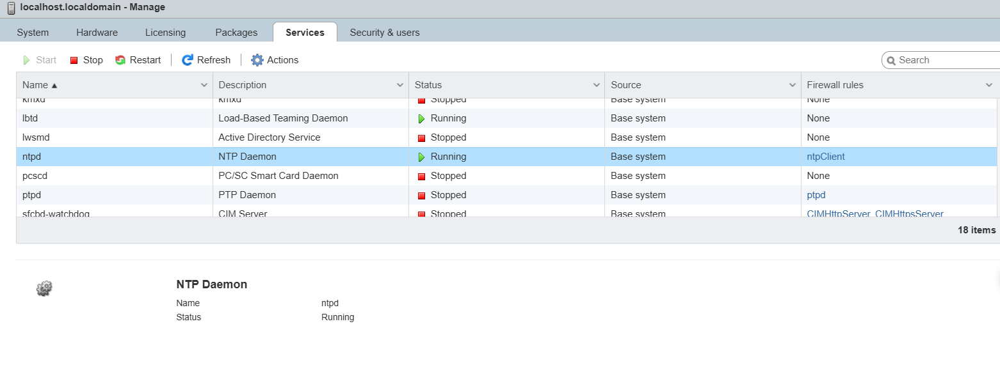 localhost.localdomain - Manage
System Hardware Licensing Packages Services Security & users
Start Stop Restart Refresh Actions Search
Name Description Status Source Firewall rules
kmxd kmxd Stopped Base system None
lbtd Load-Based Teaming Daemon Running Base system None
lwsmd Active Directory Service Stopped Base system None
ntpd NTP Daemon Running Base system ntpClient
pcscd PC/SC Smart Card Daemon Stopped Base system None
ptpd PTP Daemon Stopped Base system ptpd
sfcbd-watchdog CIM Server Stopped Base system CIMHttpServer, CIMHttpsServer
18 items
NTP Daemon
Name ntpd
Status Running